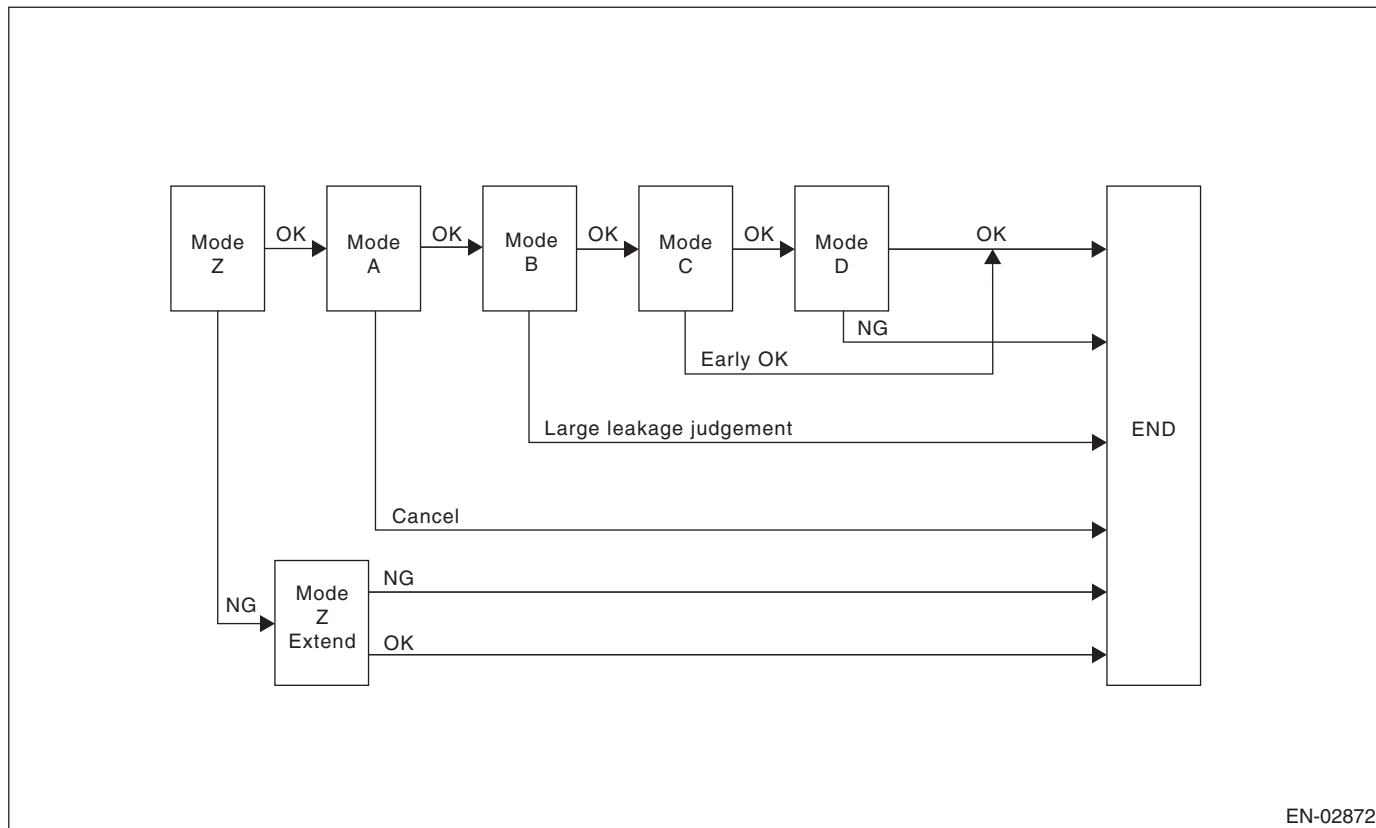 Mode
Z
OK
Mode
A
OK
Mode
B
OK
Mode
C
OK
Mode
D
OK
NG
Early OK
Large leakage judgement
END
Cancel
NG
Mode
Z
Extend
NG
OK
EN-02872